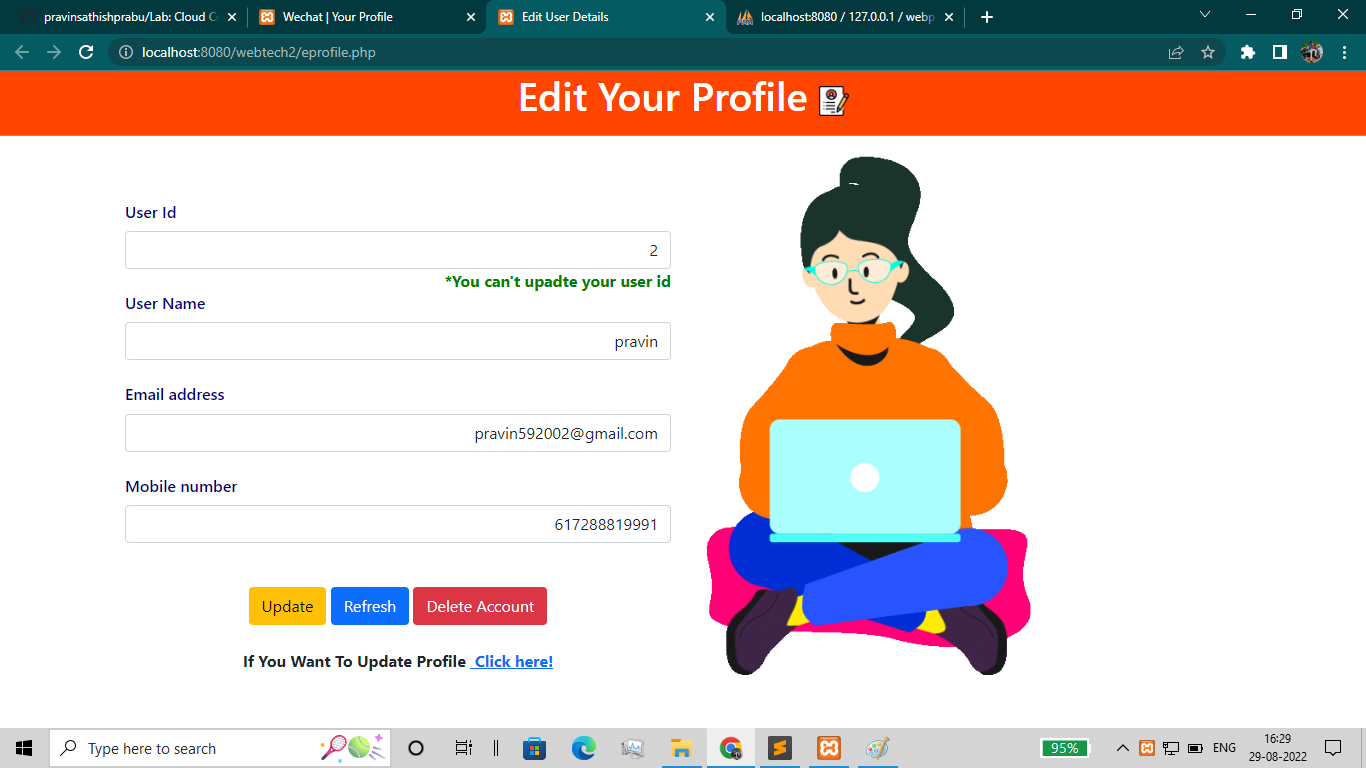 pravinsathishprabu/Lab: Cloud Co
Wechat | Your Profile
Edit User Details
localhost:8080 / 127.0.0.1 / webp
localhost:8080/webtech2/eprofile.php
Edit Your Profile
User Id
2
*You can't upadte your user id
User Name
pravin
Email address
pravin592002@gmail.com
Mobile number
617288819991
Update Refresh Delete Account
If You Want To Update Profile Click here!
Type here to search
95%
ENG
16:29
29-08-2022